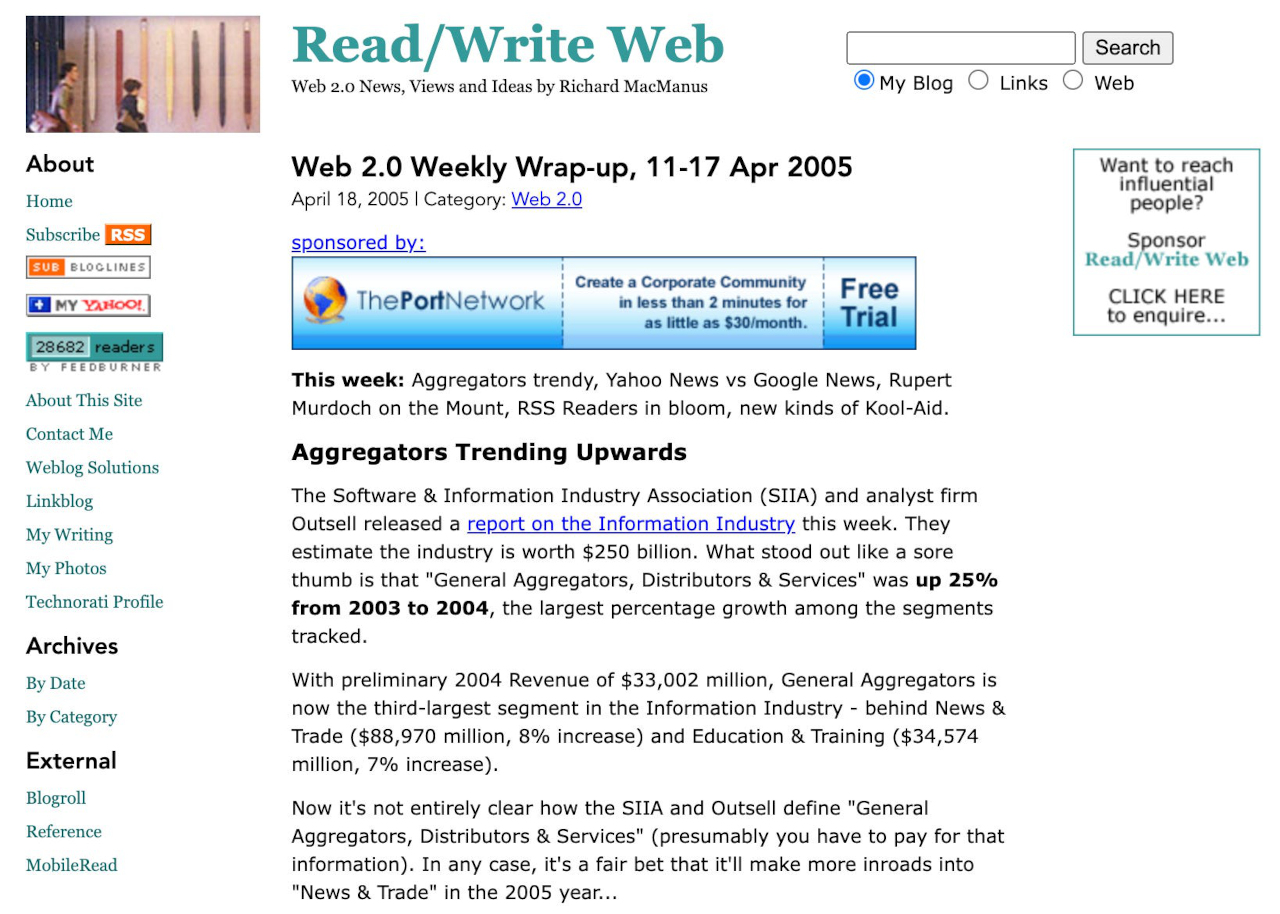 Read/Write Web
Web 2.0 News, Views and Ideas by Richard MacManus
Search
My Blog Links Web
About
Home
Subscribe RSS
SUB BLOGLINES
MY YAHOO!
28682 readers
BY FEEDBURNER
About This Site
Contact Me
Weblog Solutions
Linkblog
My Writing
My Photos
Technorati Profile
Archives
By Date
By Category
External
Blogroll
Reference
MobileRead
Web 2.0 Weekly Wrap-up, 11-17 Apr 2005
April 18, 2005 | Category: Web 2.0
sponsored by:
ThePortNetwork
Create a Corporate Community
in less than 2 minutes for
as little as $30/month.
Free
Trial
This week: Aggregators trendy, Yahoo News vs Google News, Rupert
Murdoch on the Mount, RSS Readers in bloom, new kinds of Kool-Aid.
Aggregators Trending Upwards
The Software & Information Industry Association (SIIA) and analyst firm
Outsell released a report on the Information Industry this week. They
estimate the industry is worth $250 billion. What stood out like a sore
thumb is that "General Aggregators, Distributors & Services" was up 25%
from 2003 to 2004, the largest percentage growth among the segments
tracked.
With preliminary 2004 Revenue of $33,002 million, General Aggregators is
now the third-largest segment in the Information Industry - behind News &
Trade ($88,970 million, 8% increase) and Education & Training ($34,574
million, 7% increase).
Now it's not entirely clear how the SIIA and Outsell define "General
Aggregators, Distributors & Services" (presumably you have to pay for that
information). In any case, it's a fair bet that it'll make more inroads into
"News & Trade" in the 2005 year...
Want to reach
influential
people?
Sponsor
Read/Write Web
CLICK HERE
to enquire...